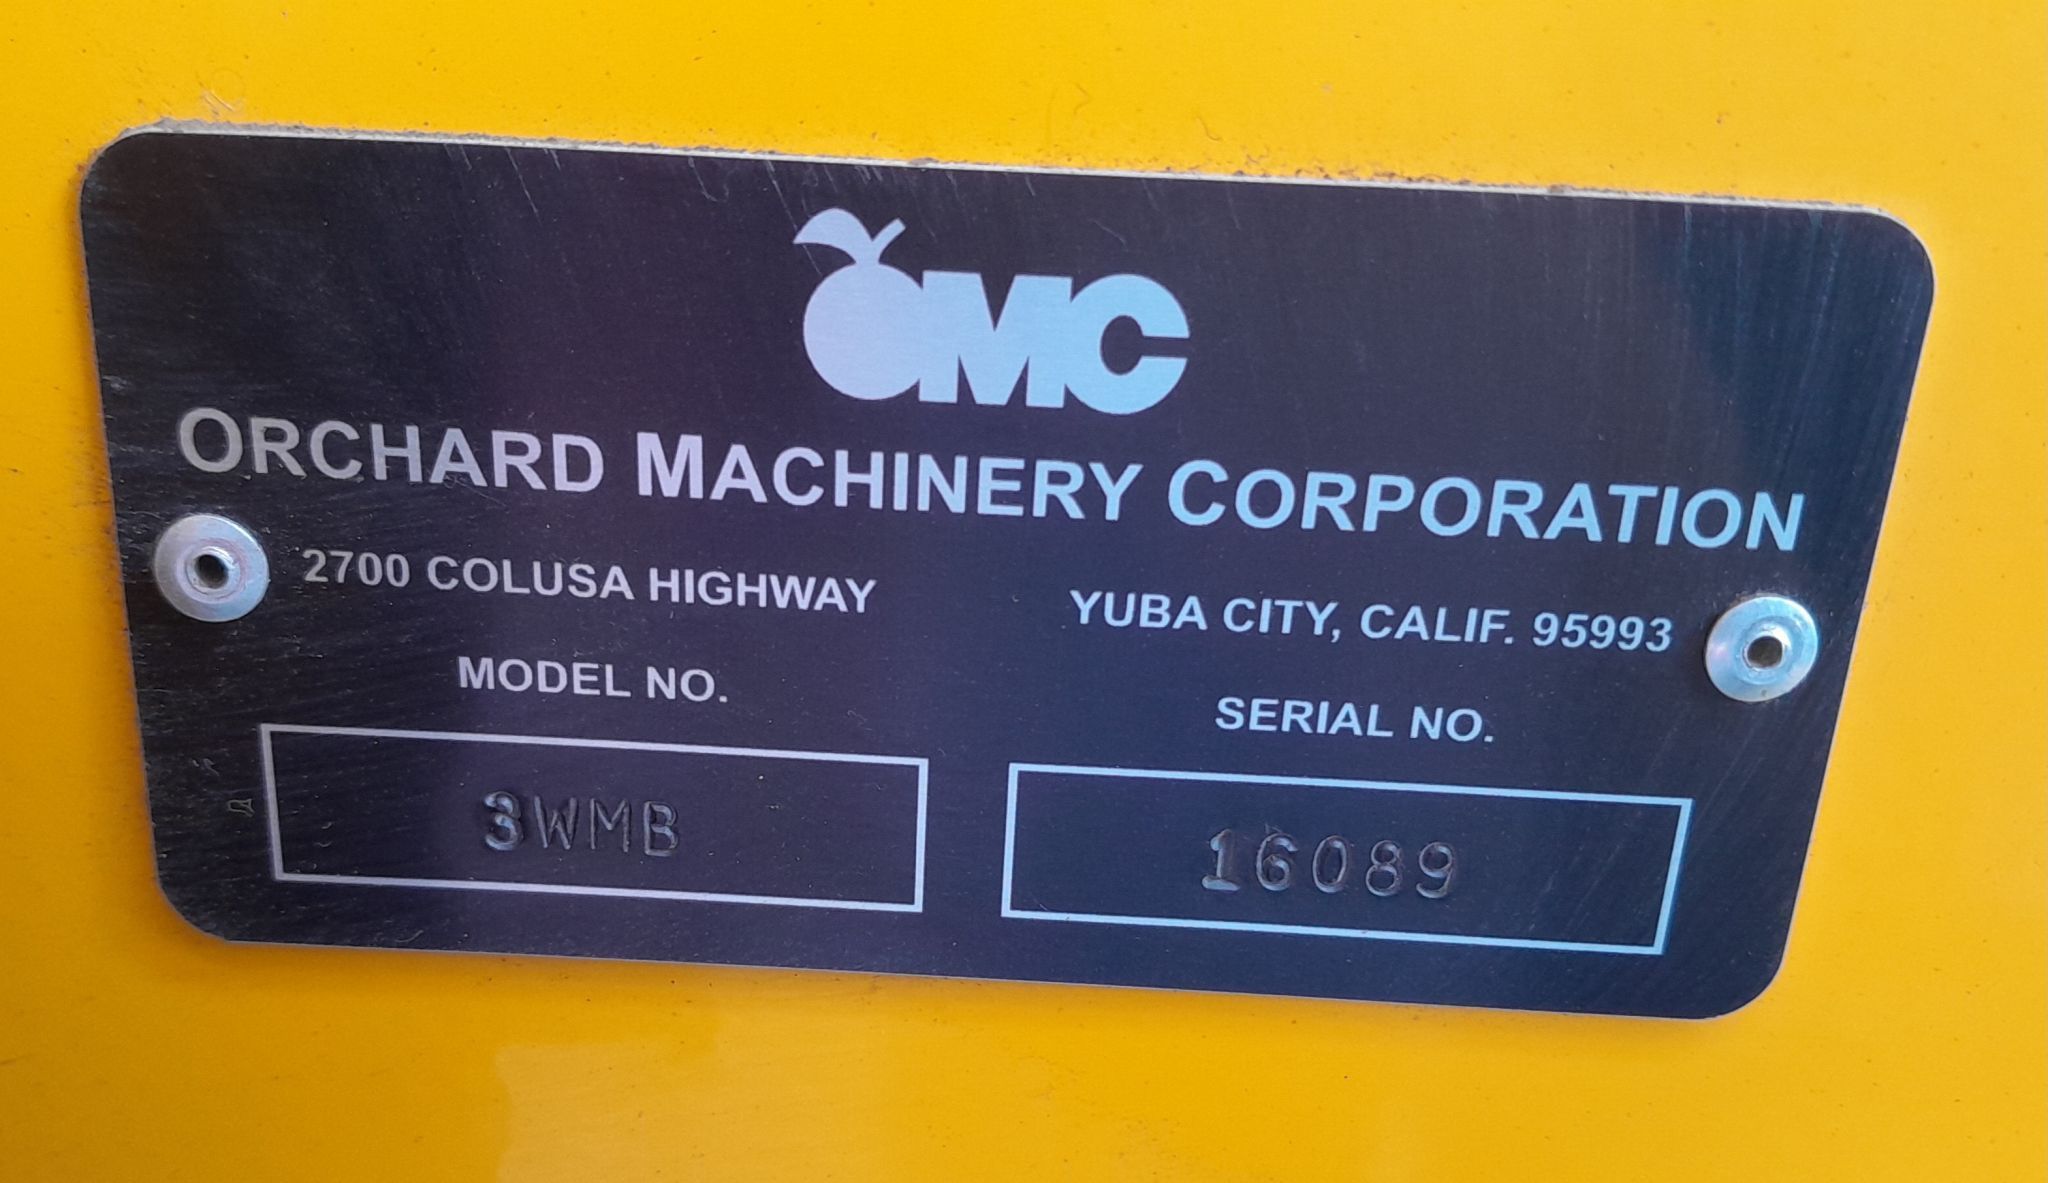 OMC
ORCHARD MACHINERY CORPORATION
2700 COLUSA HIGHWAY YUBA CITY, CALIF. 95993
MODEL NO. SERIAL NO.
3WMB 16089